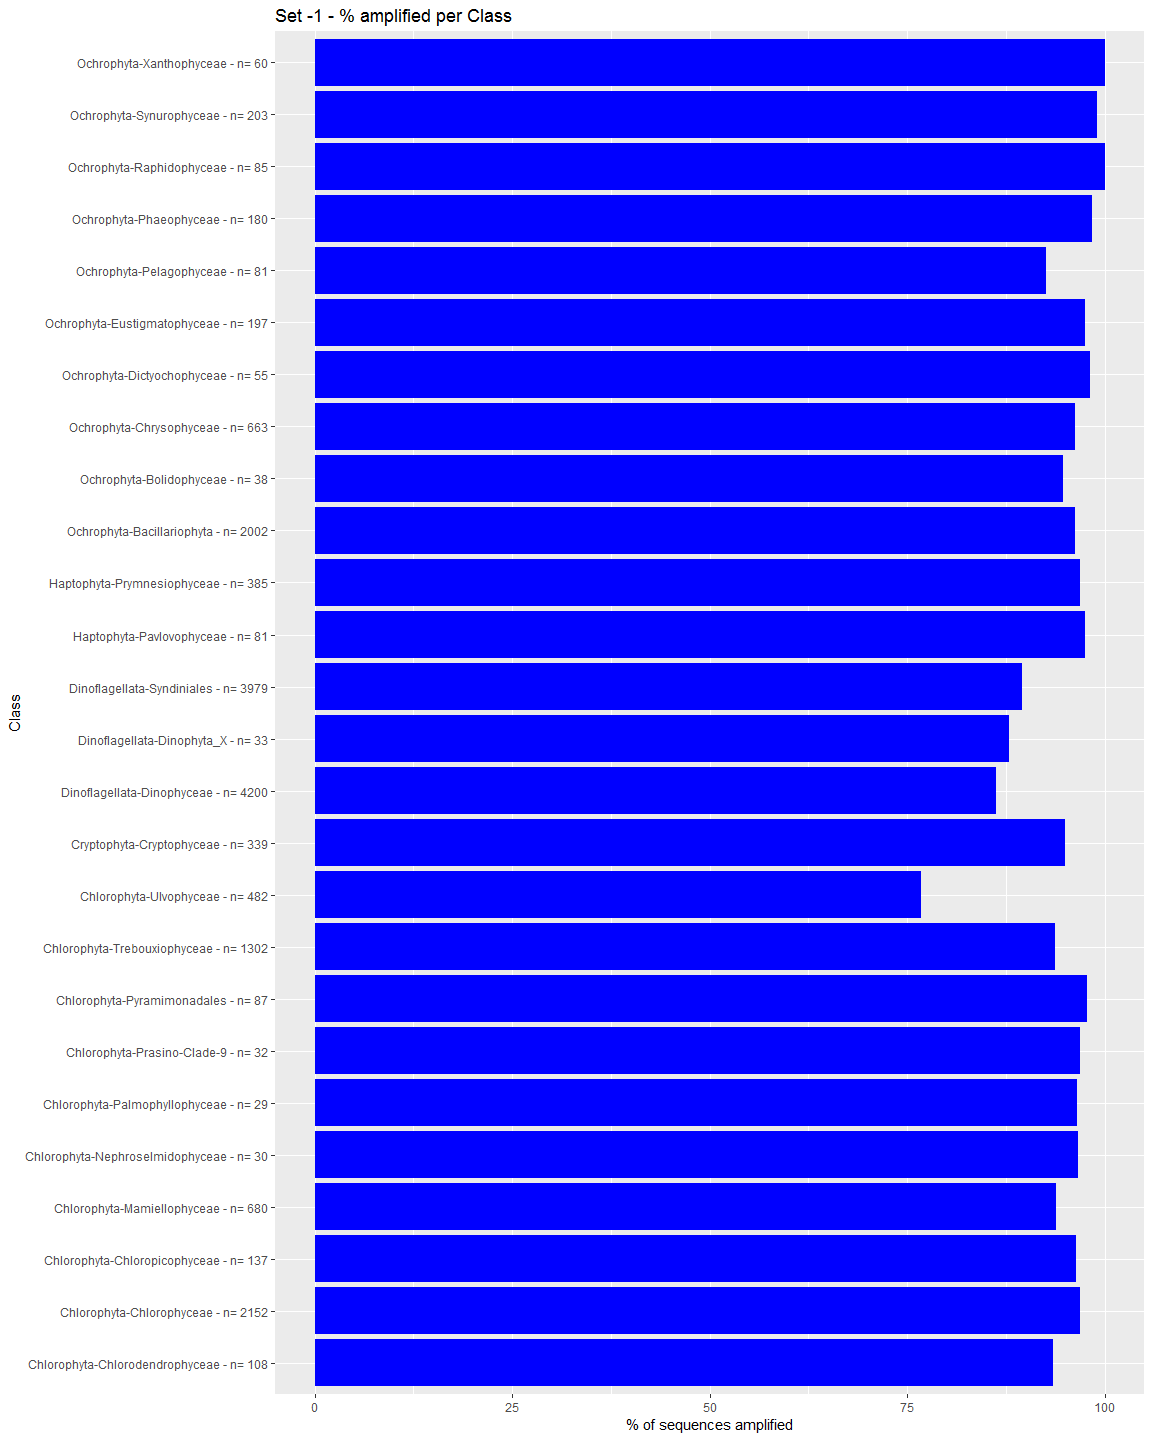 Set -1 - % amplified per Class
Ochrophyta-Xanthophyceae - n= 60
Ochrophyta-Synurophyceae - n= 203
Ochrophyta-Raphidophyceae - n= 85
Ochrophyta-Phaeophyceae - n= 180
Ochrophyta-Pelagophyceae - n= 81
Ochrophyta-Eustigmatophyceae - n= 197
Ochrophyta-Dictyochophyceae - n= 55
Ochrophyta-Chrysophyceae - n= 663
Ochrophyta-Bolidophyceae - n= 38
Ochrophyta-Bacillariophyta - n= 2002
Haptophyta-Prymnesiophyceae - n= 385
Haptophyta-Pavlovophyceae - n= 81
Dinoflagellata-Syndiniales - n= 3979
Dinoflagellata-Dinophyta_X - n= 33
Dinoflagellata-Dinophyceae - n= 4200
Cryptophyta-Cryptophyceae - n= 339
Chlorophyta-Ulvophyceae - n= 482
Chlorophyta-Trebouxiophyceae - n= 1302
Chlorophyta-Pyramimonadales - n= 87
Chlorophyta-Prasino-Clade-9 - n= 32
Chlorophyta-Palmophyllophyceae - n= 29
Chlorophyta-Nephroselmidophyceae - n= 30
Chlorophyta-Mamiellophyceae - n= 680
Chlorophyta-Chloropicophyceae - n= 137
Chlorophyta-Chlorophyceae - n= 2152
Chlorophyta-Chlorodendrophyceae - n= 108
Class
0 25 50 75 100
% of sequences amplified